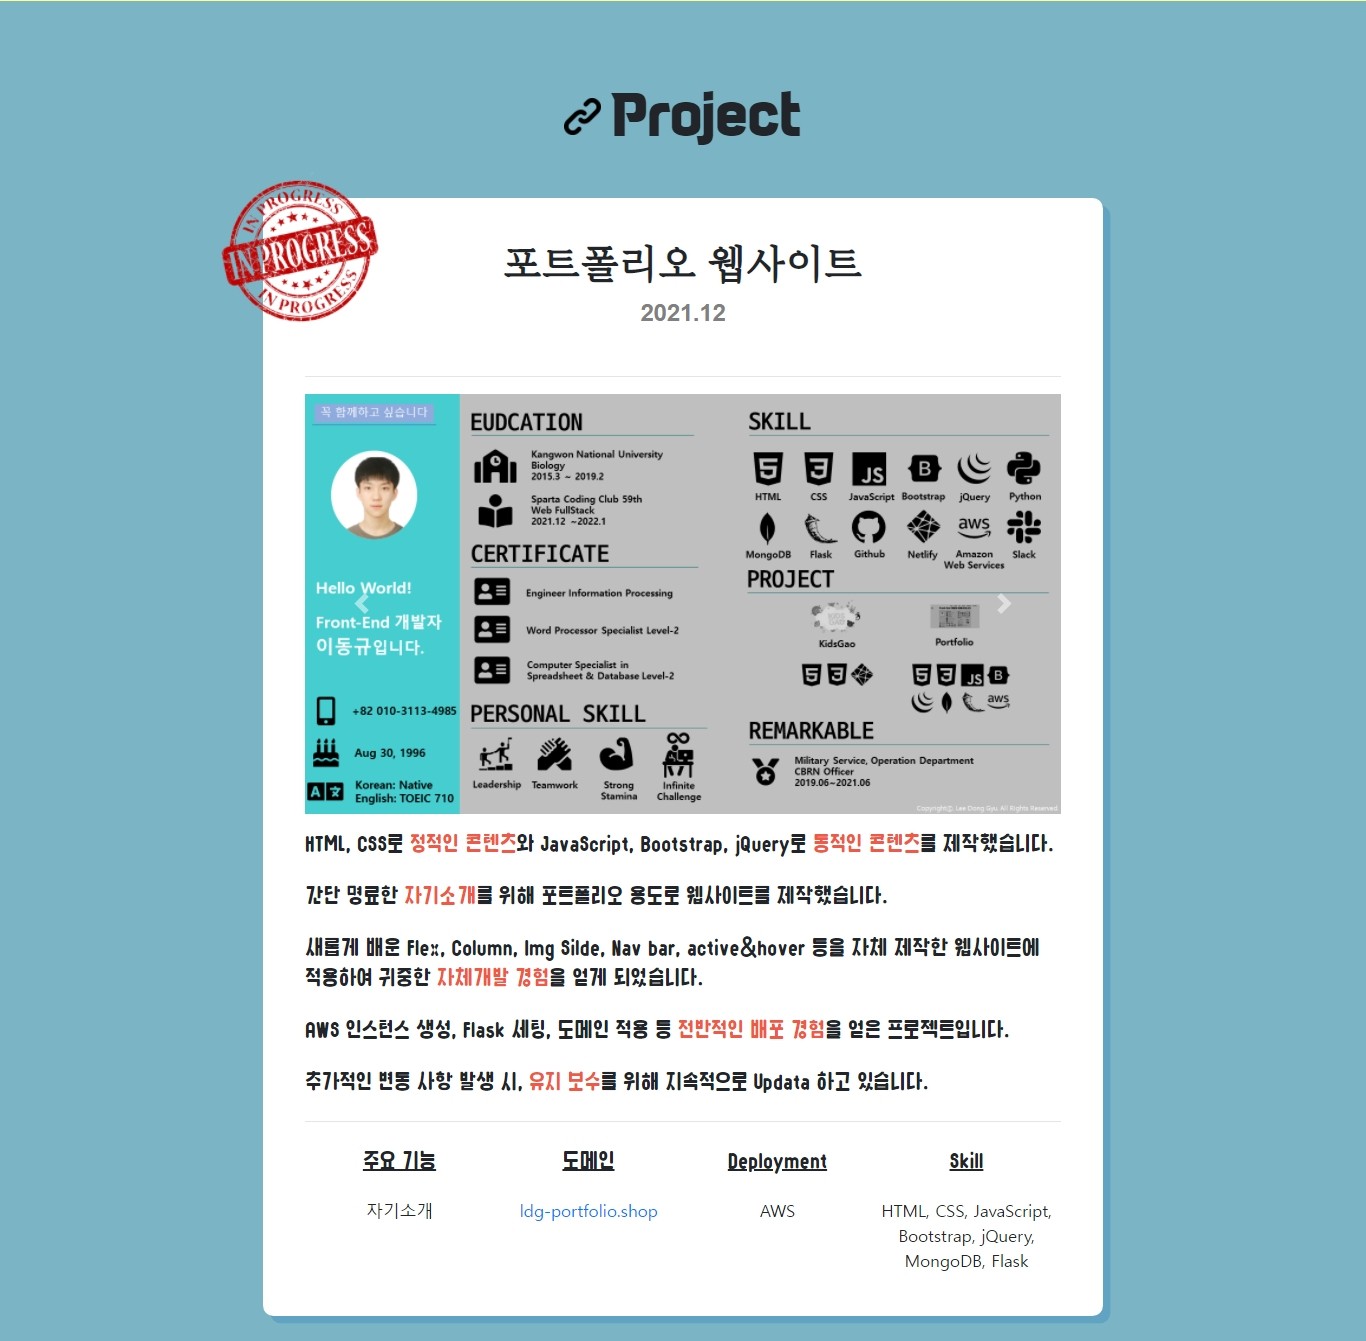 Project
IN PROGRESS
IN PROGRESS
IN PROGRESS
포트폴리오 웹사이트
2021.12
꼭 함께하고 싶습니다
Hello World!
Front-End 개발자
이동규입니다.
+82 010-3113-4985
Aug 30, 1996
Korean: Native
English: TOEIC 710
EUDCATION
Kangwon National University
Biology
2015.3 ~ 2019.2
Sparta Coding Club 59th
Web FullStack
2021.12 ~2022.1
CERTIFICATE
Engineer Information Processing
Word Processor Specialist Level-2
Computer Specialist in
Spreadsheet & Database Level-2
PERSONAL SKILL
Leadership Teamwork Strong Stamina Infinite Challenge
SKILL
JS B
HTML CSS JavaScript Bootstrap jQuery Python
aws
MongoDB Flask Github Netlify Amazon Web Services Slack
PROJECT
KidsGao Portfolio
JS B
aws
REMARKABLE
Military Service, Operation Department
CBRN Officer
2019.06~2021.06
Copyrightⓒ. Lee Dong Gyu. All Rights Reserved.
HTML, CSS로 정적인 콘텐츠와 JavaScript, Bootstrap, jQuery로 동적인 콘텐츠를 제작했습니다.
간단 명료한 자기소개를 위해 포트폴리오 용도로 웹사이트를 제작했습니다.
새롭게 배운 Flex, Column, Img Silde, Nav bar, active&hover 등을 자체 제작한 웹사이트에
적용하여 귀중한 자체개발 경험을 얻게 되었습니다.
AWS 인스턴스 생성, Flask 세팅, 도메인 적용 등 전반적인 배포 경험을 얻은 프로젝트입니다.
추가적인 변동 사항 발생 시, 유지 보수를 위해 지속적으로 Updata 하고 있습니다.
주요 기능 도메인 Deployment Skill
자기소개 ldg-portfolio.shop AWS HTML, CSS, JavaScript,
Bootstrap, jQuery,
MongoDB, Flask